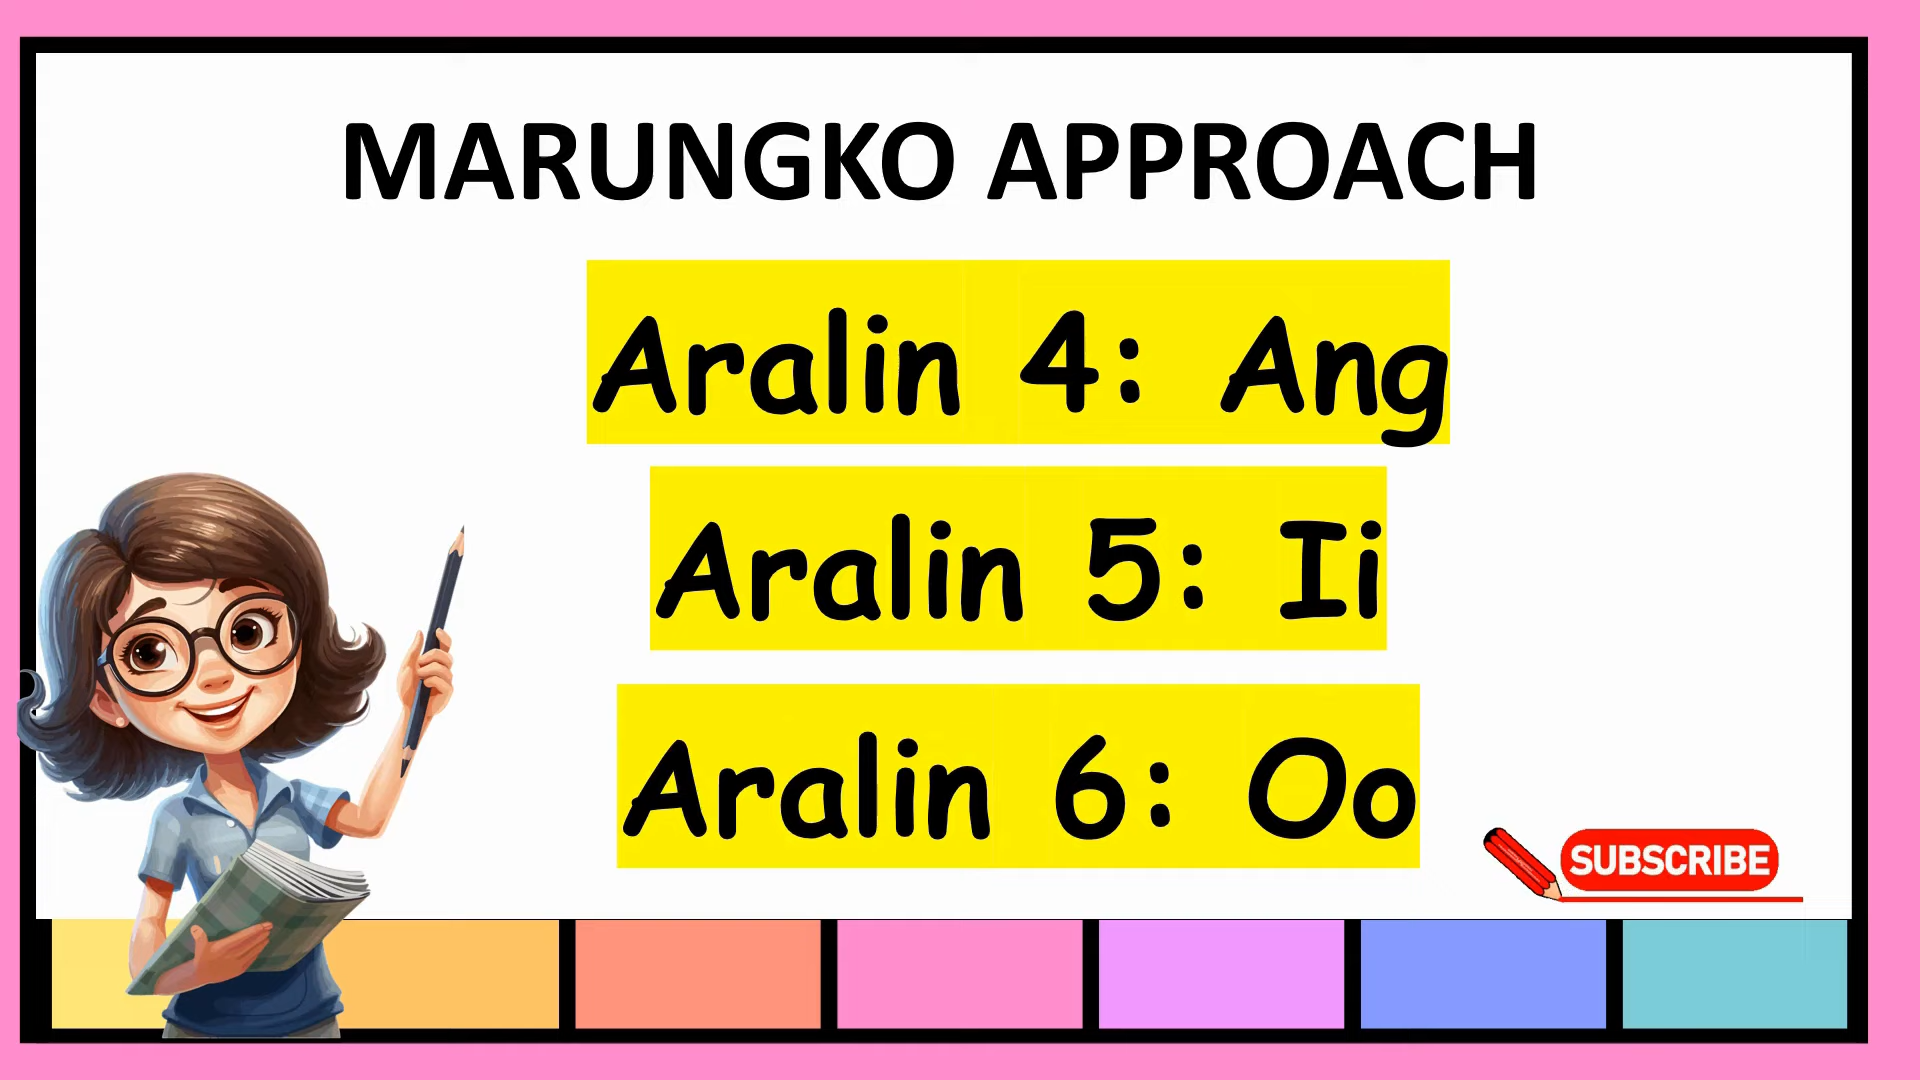 MARUNGKO APPROACH
Aralin 4: Ang
Aralin 5: Ii
Aralin 6: Oo
SUBSCRIBE